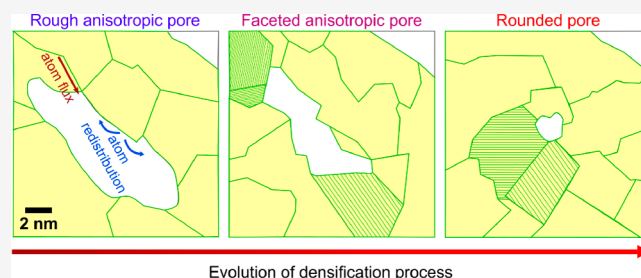 Rough anisotropic pore
Faceted anisotropic pore
Rounded pore
atom flux
atom
redistribution
2 nm
Evolution of densification process